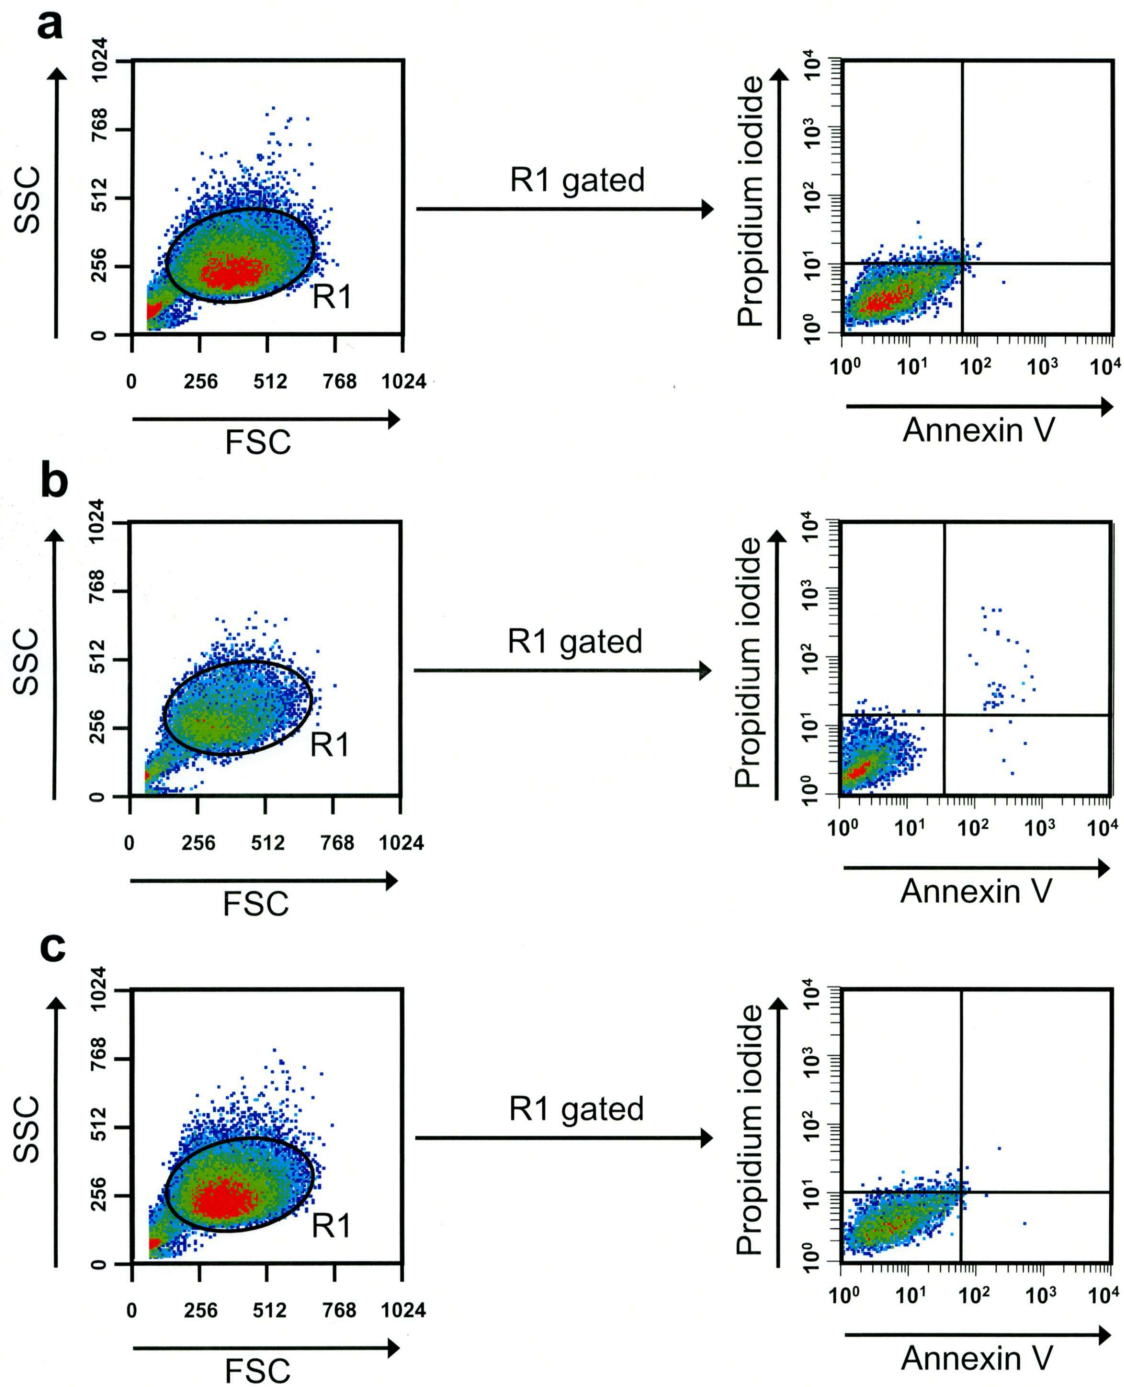 a
SSC
1024
768
512
256
0
R1
0 256 512 768 1024
FSC
R1 gated
Propidium iodide
10⁴
10³
10²
10¹
10⁰
10⁰ 10¹ 10² 10³ 10⁴
Annexin V
b
SSC
1024
768
512
256
0
R1
0 256 512 768 1024
FSC
R1 gated
Propidium iodide
10⁴
10³
10²
10¹
10⁰
10⁰ 10¹ 10² 10³ 10⁴
Annexin V
c
SSC
1024
768
512
256
0
R1
0 256 512 768 1024
FSC
R1 gated
Propidium iodide
10⁴
10³
10²
10¹
10⁰
10⁰ 10¹ 10² 10³ 10⁴
Annexin V